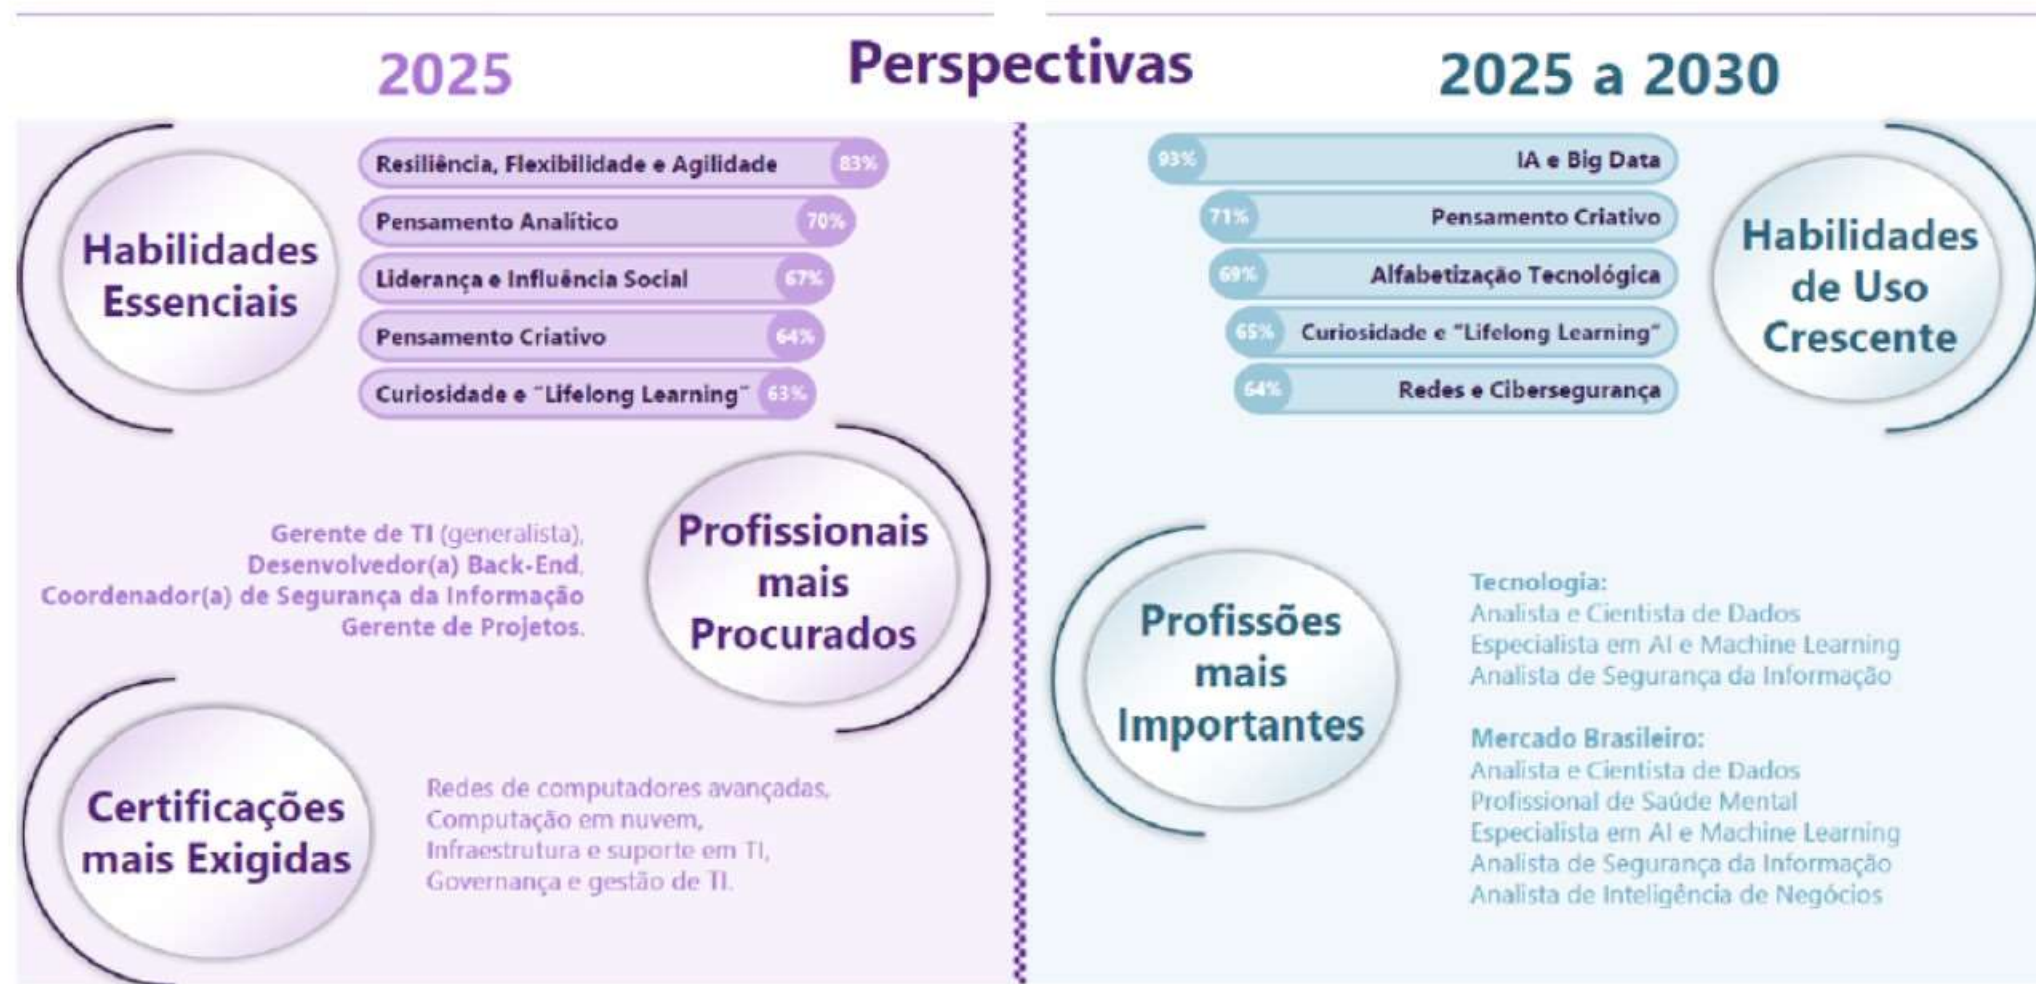 Perspectivas
2025
Habilidades
Essenciais
Resiliência, Flexibilidade e Agilidade 83%
Pensamento Analítico 70%
Liderança e Influência Social 67%
Pensamento Criativo 64%
Curiosidade e "Lifelong Learning" 63%
Gerente de TI (generalista),
Desenvolvedor(a) Back-End,
Coordenador(a) de Segurança da Informação
Gerente de Projetos.
Profissionais
mais
Procurados
Certificações
mais Exigidas
Redes de computadores avançadas,
Computação em nuvem,
Infraestrutura e suporte em TI,
Governança e gestão de TI.
2025 a 2030
93% IA e Big Data
71% Pensamento Criativo
69% Alfabetização Tecnológica
65% Curiosidade e "Lifelong Learning"
64% Redes e Cibersegurança
Habilidades
de Uso
Crescente
Profissões
mais
Importantes
Tecnologia:
Analista e Cientista de Dados
Especialista em AI e Machine Learning
Analista de Segurança da Informação
Mercado Brasileiro:
Analista e Cientista de Dados
Profissional de Saúde Mental
Especialista em AI e Machine Learning
Analista de Segurança da Informação
Analista de Inteligência de Negócios